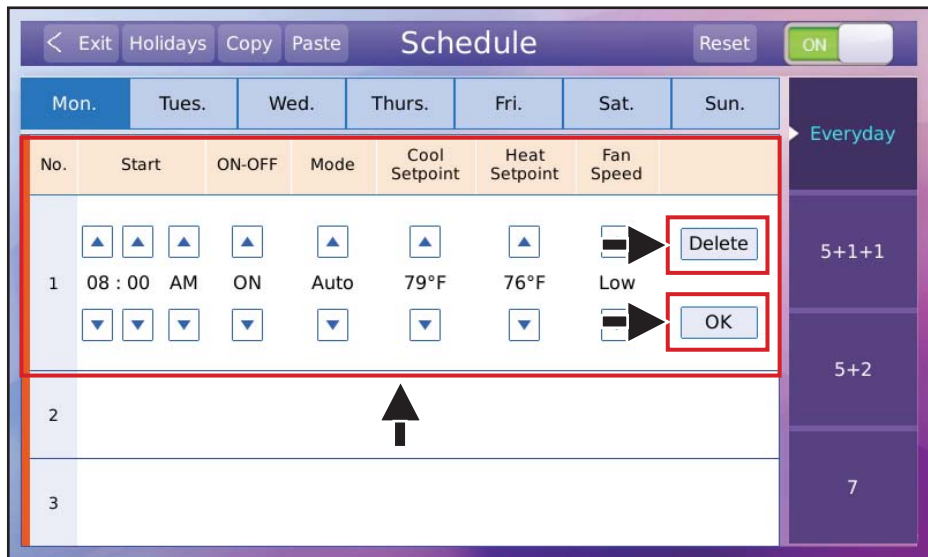 < Exit Holidays Copy Paste Schedule Reset ON
Mon. Tues. Wed. Thurs. Fri. Sat. Sun.
Everyday
No. Start ON-OFF Mode Cool Setpoint Heat Setpoint Fan Speed
Delete
1 08 : 00 AM ON Auto 79°F 76°F Low
5+1+1
OK
5+2
2
7
3